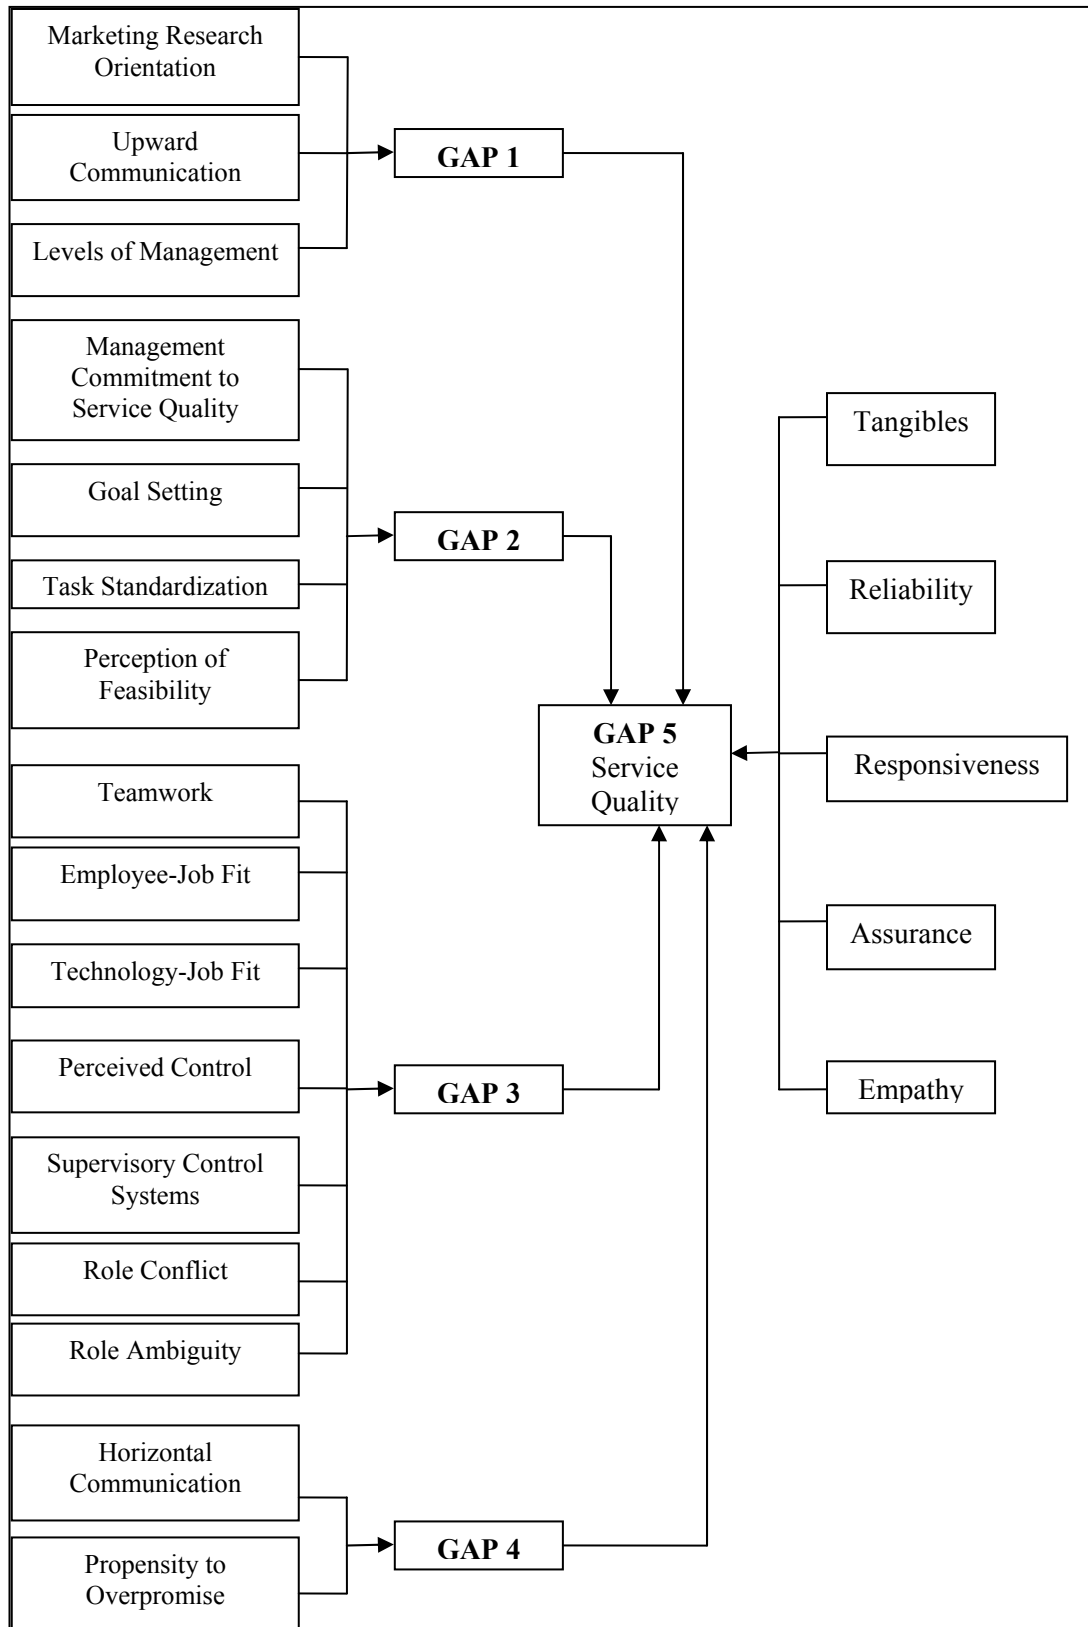 Marketing Research
Orientation
Upward
Communication
Levels of Management
GAP 1
Management
Commitment to
Service Quality
Goal Setting
Task Standardization
Perception of
Feasibility
GAP 2
Teamwork
Employee-Job Fit
Technology-Job Fit
Perceived Control
Supervisory Control
Systems
Role Conflict
Role Ambiguity
GAP 3
Horizontal
Communication
Propensity to
Overpromise
GAP 4
GAP 5
Service
Quality
Tangibles
Reliability
Responsiveness
Assurance
Empathy